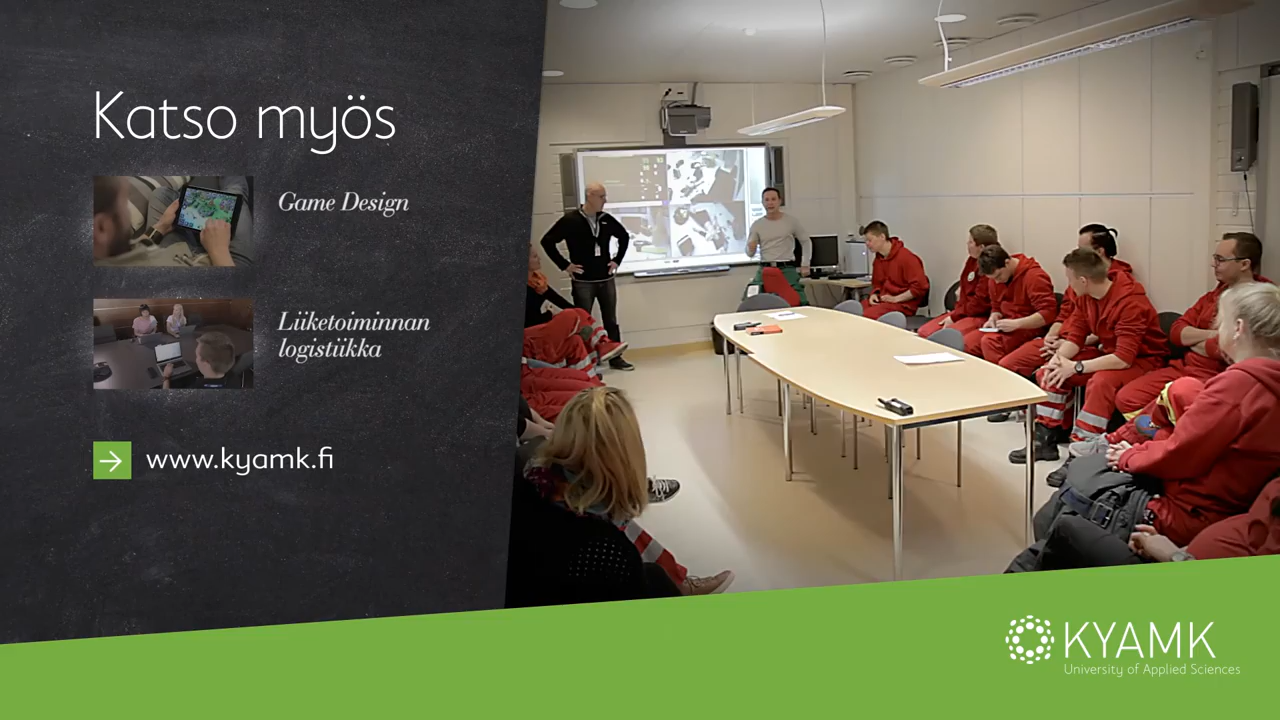 Katso myös
Game Design
Liiketoiminnan
logistiikka
www.kyamk.fi
KYAMK
University of Applied Sciences